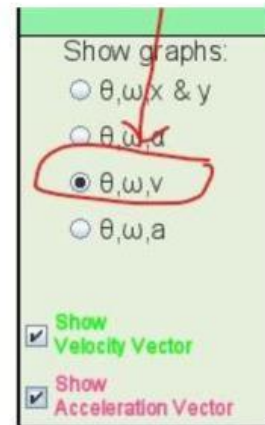 Show graphs:
θ,ω,x & y
θ,ω,α
θ,ω,v
θ,ω,a
Show
Velocity Vector
Show
Acceleration Vector